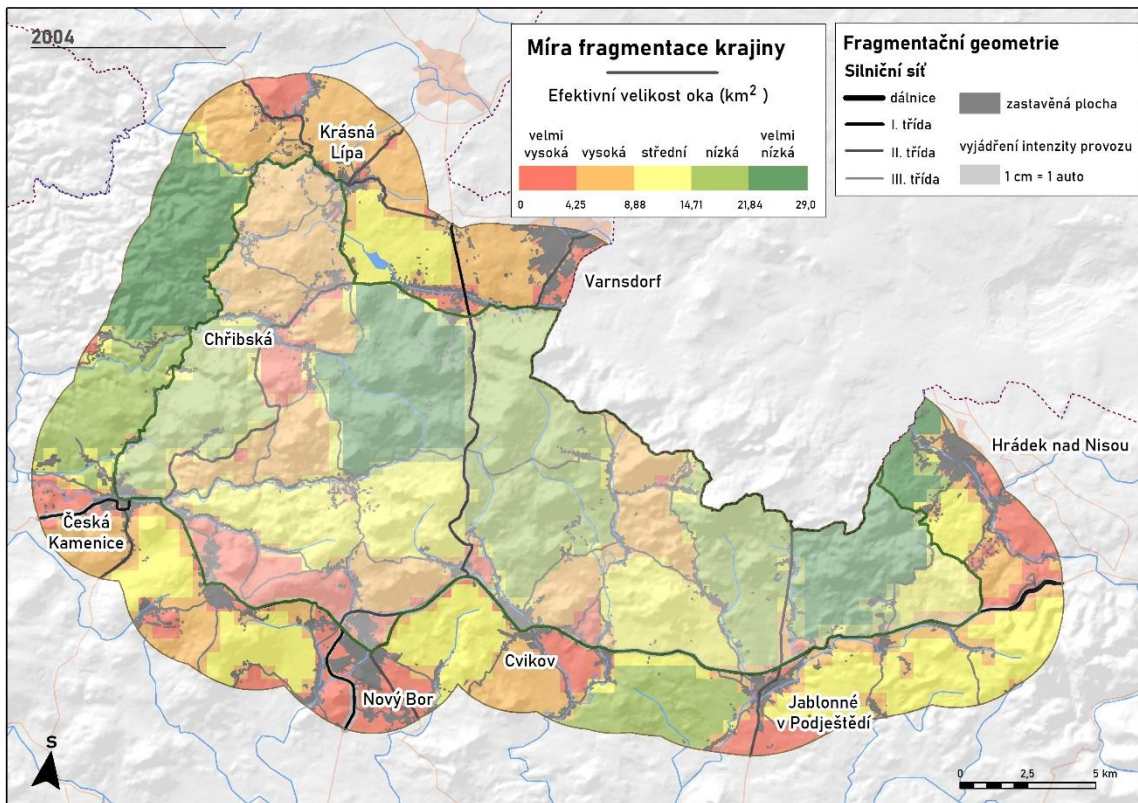 2004
Míra fragmentace krajiny
Efektivní velikost oka (km²)
velmi vysoká
vysoká
střední
nízká
velmi nízká
0 4,25 8,88 14,71 21,84 29,0
Fragmentační geometrie
Silniční síť
dálnice
I. třída
II. třída
III. třída
zastavěná plocha
vyjádření intenzity provozu
1 cm = 1 auto
Krásná
Lípa
Varnsdorf
Chřibská
Hrádek nad Nisou
Česká
Kamenice
Cvikov
Nový Bor
Jablonné
v Podještědí
S
0 2,5 5 km